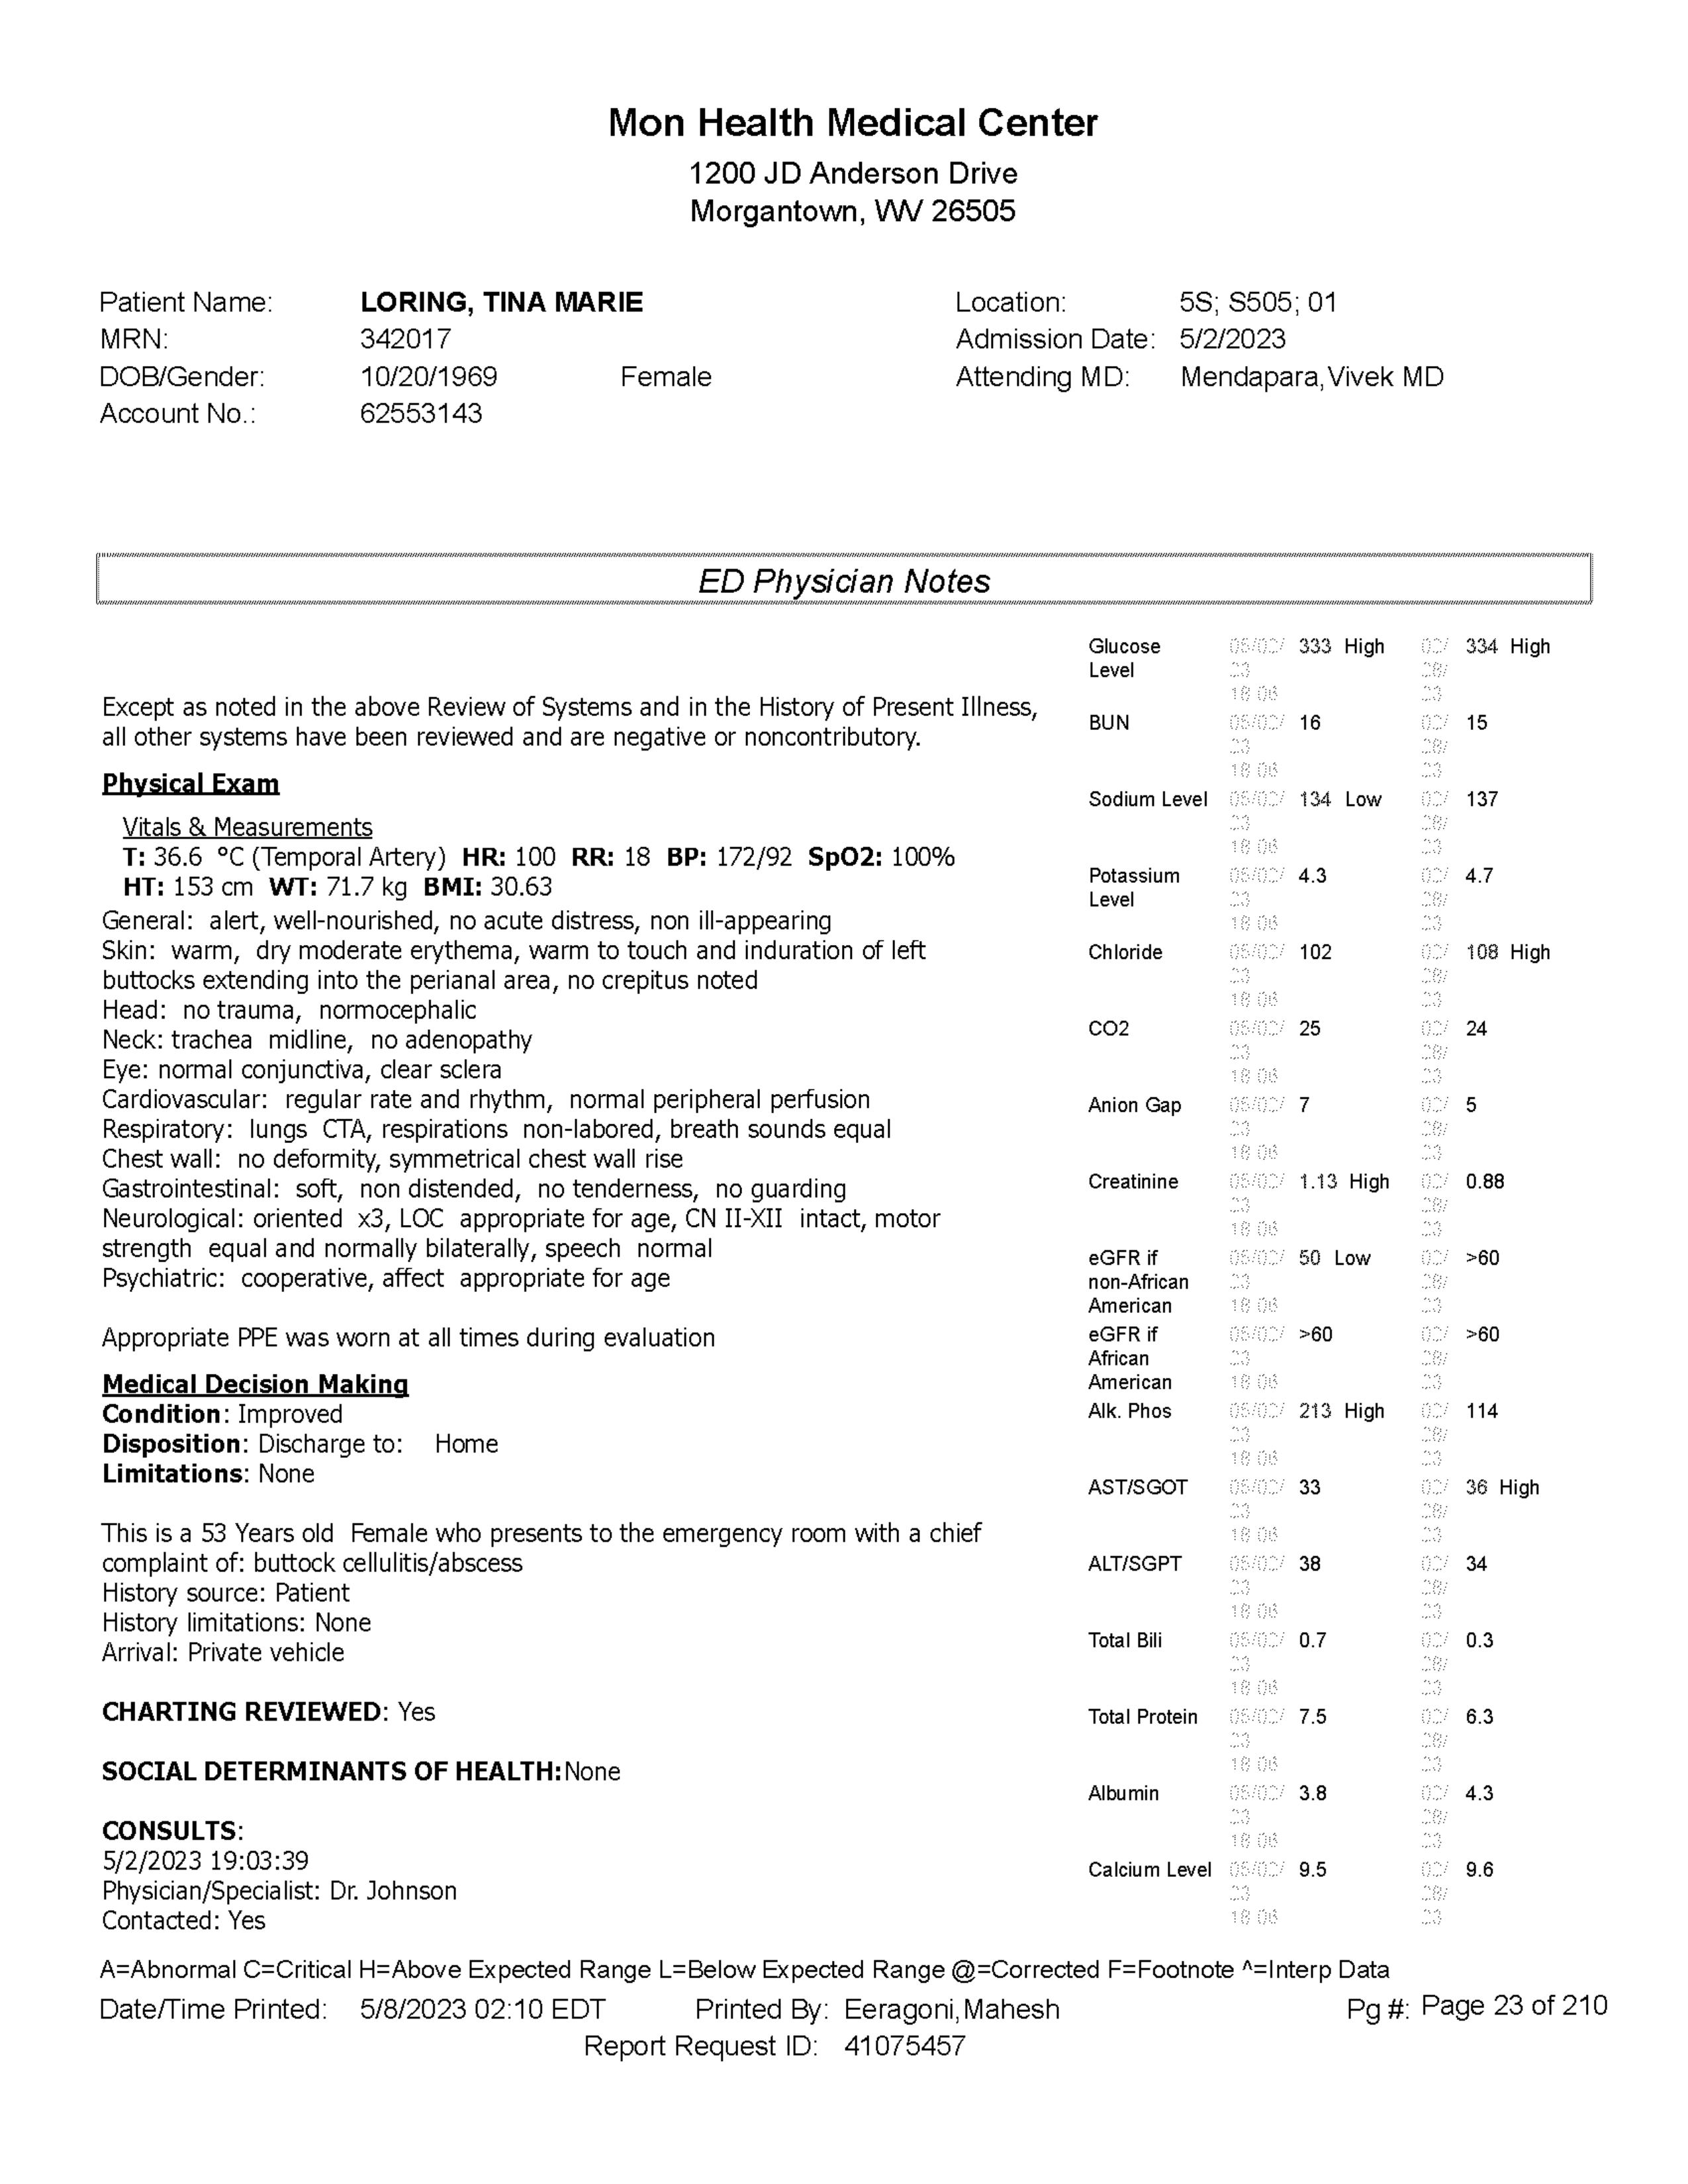 Mon Health Medical Center
1200 JD Anderson Drive
Morgantown, WV 26505
Patient Name: LORING, TINA MARIE Location: 5S; S505; 01
MRN: 342017 Admission Date: 5/2/2023
DOB/Gender: 10/20/1969 Female Attending MD: Mendapara,Vivek MD
Account No.: 62553143
ED Physician Notes
Except as noted in the above Review of Systems and in the History of Present Illness,
all other systems have been reviewed and are negative or noncontributory.
Physical Exam
Vitals & Measurements
T: 36.6 °C (Temporal Artery) HR: 100 RR: 18 BP: 172/92 SpO2: 100%
HT: 153 cm WT: 71.7 kg BMI: 30.63
General: alert, well-nourished, no acute distress, non ill-appearing
Skin: warm, dry moderate erythema, warm to touch and induration of left
buttocks extending into the perianal area, no crepitus noted
Head: no trauma, normocephalic
Neck: trachea midline, no adenopathy
Eye: normal conjunctiva, clear sclera
Cardiovascular: regular rate and rhythm, normal peripheral perfusion
Respiratory: lungs CTA, respirations non-labored, breath sounds equal
Chest wall: no deformity, symmetrical chest wall rise
Gastrointestinal: soft, non distended, no tenderness, no guarding
Neurological: oriented x3, LOC appropriate for age, CN II-XII intact, motor
strength equal and normally bilaterally, speech normal
Psychiatric: cooperative, affect appropriate for age
Appropriate PPE was worn at all times during evaluation
Medical Decision Making
Condition: Improved
Disposition: Discharge to: Home
Limitations: None
This is a 53 Years old Female who presents to the emergency room with a chief
complaint of: buttock cellulitis/abscess
History source: Patient
History limitations: None
Arrival: Private vehicle
CHARTING REVIEWED: Yes
SOCIAL DETERMINANTS OF HEALTH:None
CONSULTS:
5/2/2023 19:03:39
Physician/Specialist: Dr. Johnson
Contacted: Yes
Glucose 05/02/ 333 High 02/ 334 High
Level 23 28/
18:06 23
BUN 05/02/ 16 02/ 15
23 28/
18:06 23
Sodium Level 05/02/ 134 Low 02/ 137
23 28/
18:06 23
Potassium 05/02/ 4.3 02/ 4.7
Level 23 28/
18:06 23
Chloride 05/02/ 102 02/ 108 High
23 28/
18:06 23
CO2 05/02/ 25 02/ 24
23 28/
18:06 23
Anion Gap 05/02/ 7 02/ 5
23 28/
18:06 23
Creatinine 05/02/ 1.13 High 02/ 0.88
23 28/
18:06 23
eGFR if 05/02/ 50 Low 02/ >60
non-African 23 28/
American 18:06 23
eGFR if 05/02/ >60 02/ >60
African 23 28/
American 18:06 23
Alk. Phos 05/02/ 213 High 02/ 114
23 28/
18:06 23
AST/SGOT 05/02/ 33 02/ 36 High
23 28/
18:06 23
ALT/SGPT 05/02/ 38 02/ 34
23 28/
18:06 23
Total Bili 05/02/ 0.7 02/ 0.3
23 28/
18:06 23
Total Protein 05/02/ 7.5 02/ 6.3
23 28/
18:06 23
Albumin 05/02/ 3.8 02/ 4.3
23 28/
18:06 23
Calcium Level 05/02/ 9.5 02/ 9.6
23 28/
18:06 23
A=Abnormal C=Critical H=Above Expected Range L=Below Expected Range @=Corrected F=Footnote ^=Interp Data
Date/Time Printed: 5/8/2023 02:10 EDT Printed By: Eeragoni,Mahesh Pg #: Page 23 of 210
Report Request ID: 41075457